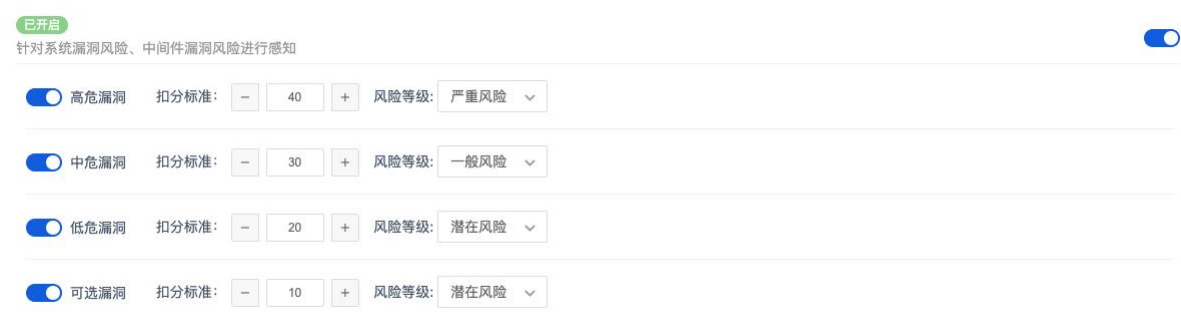 已开启
针对系统漏洞风险、中间件漏洞风险进行感知
高危漏洞 扣分标准： − 40 + 风险等级: 严重风险
中危漏洞 扣分标准： − 30 + 风险等级: 一般风险
低危漏洞 扣分标准： − 20 + 风险等级: 潜在风险
可选漏洞 扣分标准： − 10 + 风险等级: 潜在风险